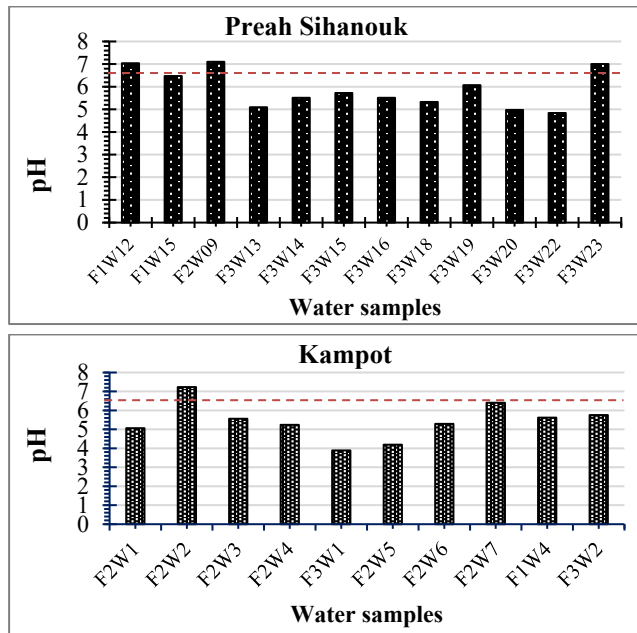 Preah Sihanouk
8
7
6
5
4
3
2
1
0
pH
F1W12 F1W15 F2W09 F3W13 F3W14 F3W15 F3W16 F3W18 F3W19 F3W20 F3W22 F3W23
Water samples
Kampot
8
7
6
5
4
3
2
1
0
pH
F2W1 F2W2 F2W3 F2W4 F3W1 F2W5 F2W6 F2W7 F1W4 F3W2
Water samples